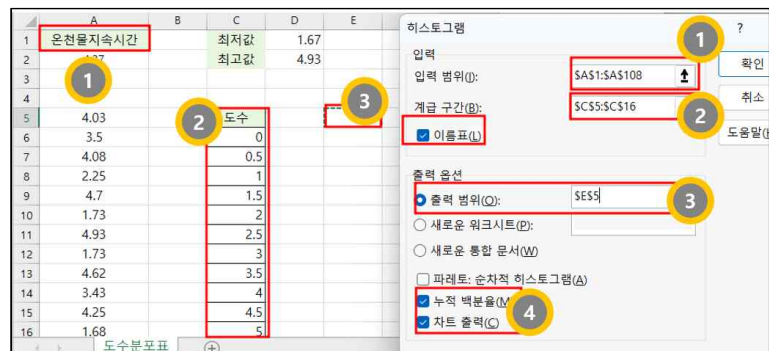 A B C D E
1 온천물지속시간 최저값 1.67
2 최고값 4.93
3
4
5 4.03 도수
6 3.5 0
7 4.08 0.5
8 2.25 1
9 4.7 1.5
10 1.73 2
11 4.93 2.5
12 1.73 3
13 4.62 3.5
14 3.43 4
15 4.25 4.5
16 1.68 5
도수분포표
1
2
3
히스토그램 ?
입력
입력 범위(I): $A$1:$A$108
계급 구간(B): $C$5:$C$16
이름표(L)
확인
취소
도움말(
출력 옵션
출력 범위(O): $E$5
새로운 워크시트(P):
새로운 통합 문서(W)
파레토: 순차적 히스토그램(A)
누적 백분율(M
차트 출력(C)
1
2
3
4